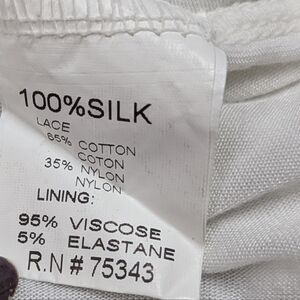 100%SILK
LACE
65% COTTON
COTON
35% NYLON
NYLON
LINING:
95% VISCOSE
5% ELASTANE
R.N # 75343